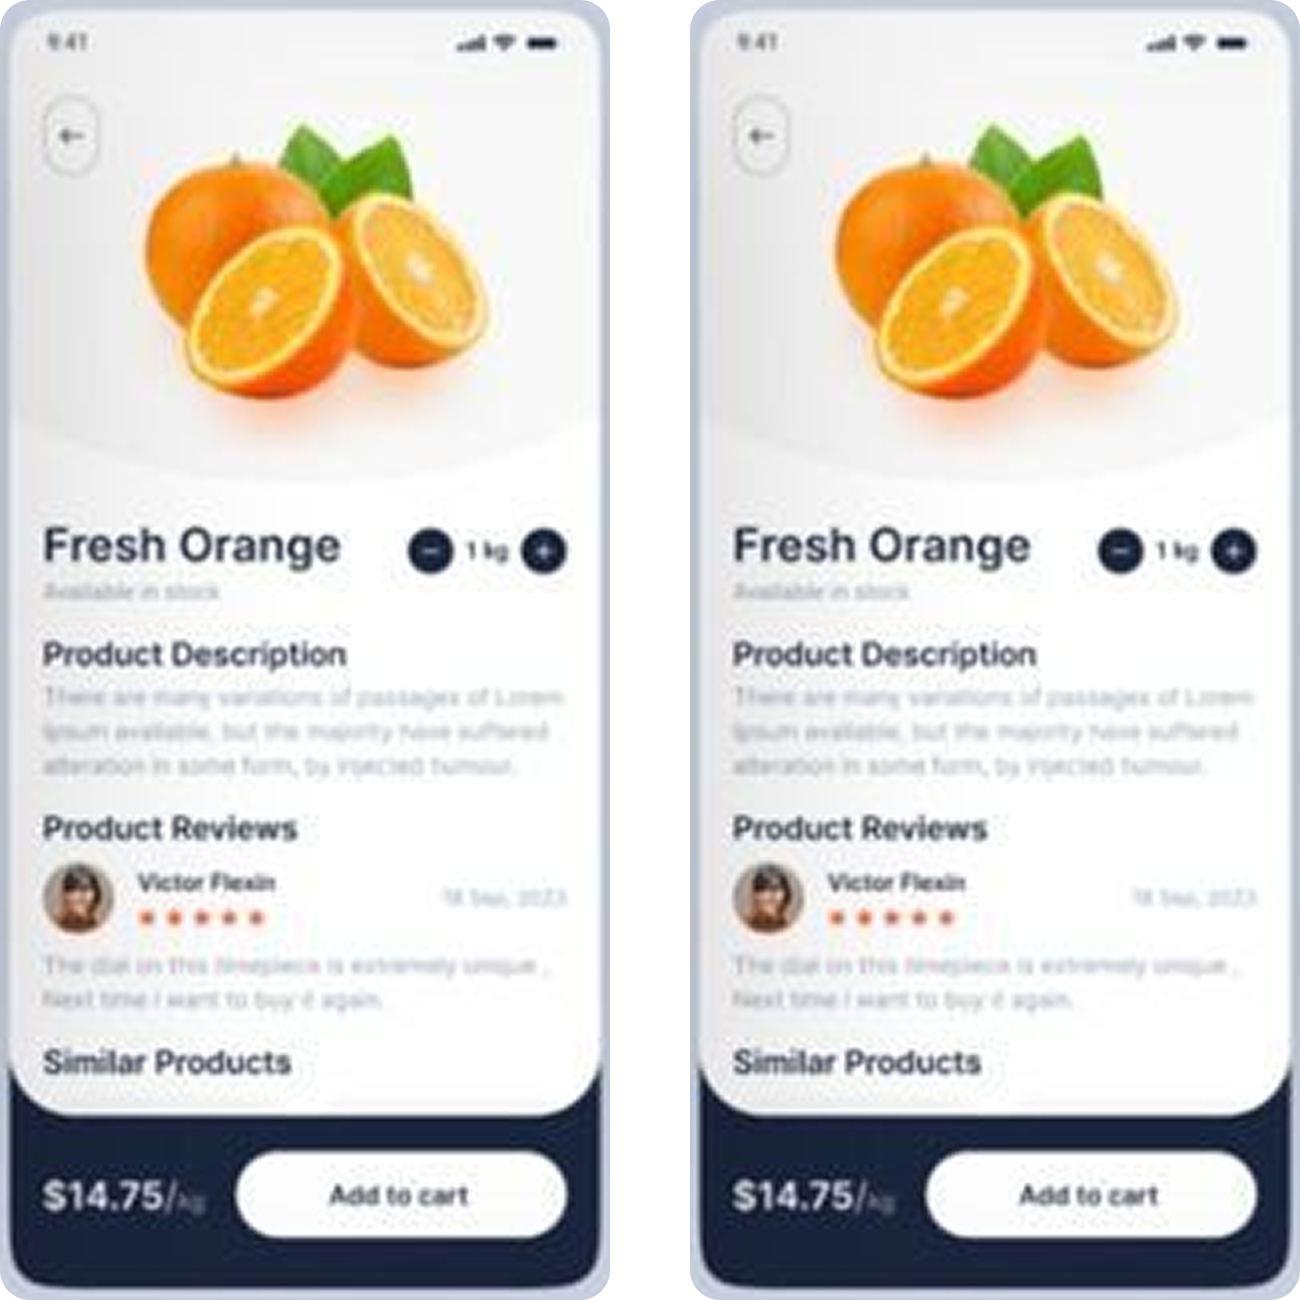 9:41
Fresh Orange
1 kg
Available in stock
Product Description
There are many variations of passages of Lorem
Ipsum available, but the majority have suffered
alteration in some form, by injected humour.
Product Reviews
Victor Flexin
18 Sep, 2023
The dial on this timepiece is extremely unique ,
Next time I want to buy it again.
Similar Products
$14.75/kg
Add to cart
9:41
Fresh Orange
1 kg
Available in stock
Product Description
There are many variations of passages of Lorem
Ipsum available, but the majority have suffered
alteration in some form, by injected humour.
Product Reviews
Victor Flexin
18 Sep, 2023
The dial on this timepiece is extremely unique ,
Next time I want to buy it again.
Similar Products
$14.75/kg
Add to cart